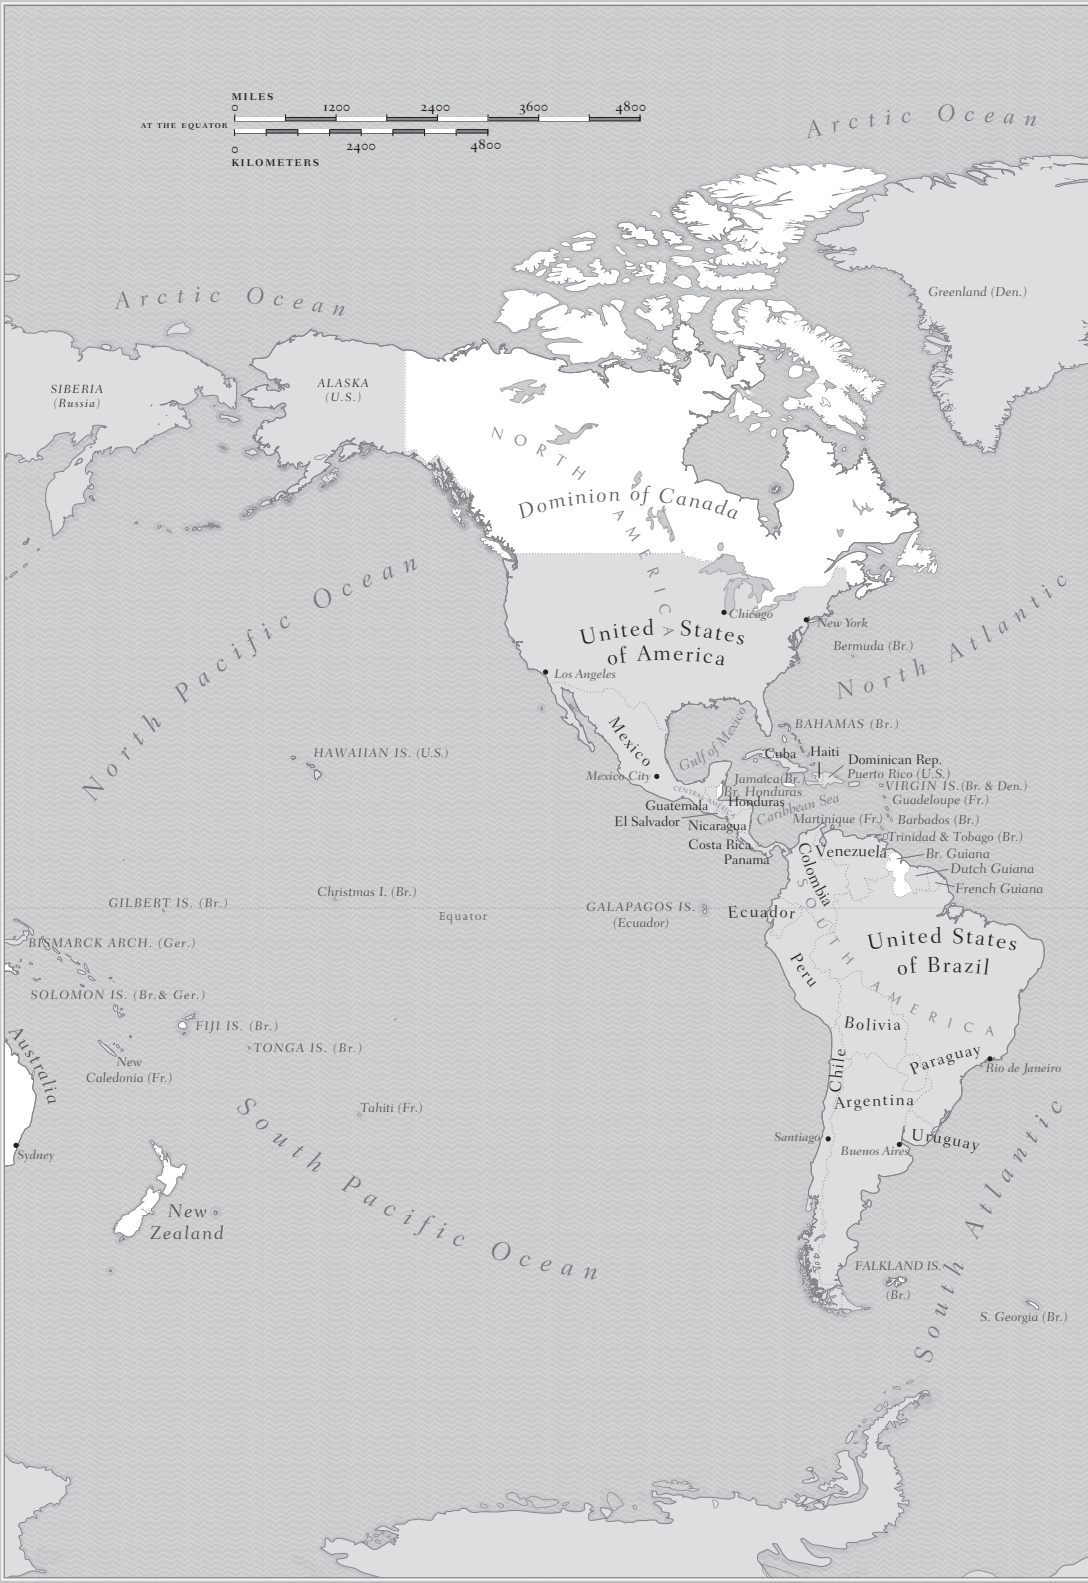 MILES
0 1200 2400 3600 4800
AT THE EQUATOR
0 2400 4800
KILOMETERS
Arctic Ocean
Arctic Ocean
Greenland (Den.)
SIBERIA
(Russia)
ALASKA
(U.S.)
NORTH AMERICA
Dominion of Canada
North Pacific Ocean
Chicago
New York
United States
of America
Bermuda (Br.)
North Atlantic
Los Angeles
Mexico
Gulf of Mexico
BAHAMAS (Br.)
HAWAIIAN IS. (U.S.)
Cuba
Haiti
Dominican Rep.
Mexico City
Jamaica (Br.)
Puerto Rico (U.S.)
VIRGIN IS. (Br. & Den.)
CENTRAL AMERICA
Br. Honduras
Guadeloupe (Fr.)
Guatemala
Honduras
Caribbean Sea
El Salvador
Nicaragua
Martinique (Fr.)
Barbados (Br.)
Trinidad & Tobago (Br.)
Costa Rica
Panama
Colombia
Venezuela
Br. Guiana
Dutch Guiana
French Guiana
Christmas I. (Br.)
GILBERT IS. (Br.)
Equator
GALAPAGOS IS.
(Ecuador)
Ecuador
SOUTH AMERICA
BISMARCK ARCH. (Ger.)
United States
of Brazil
Peru
SOLOMON IS. (Br.& Ger.)
FIJI IS. (Br.)
Bolivia
Australia
TONGA IS. (Br.)
New
Caledonia (Fr.)
Chile
Paraguay
Rio de Janeiro
Tahiti (Fr.)
Argentina
South Pacific Ocean
Santiago
Buenos Aires
Uruguay
Sydney
New
Zealand
South Atlantic
FALKLAND IS.
(Br.)
S. Georgia (Br.)